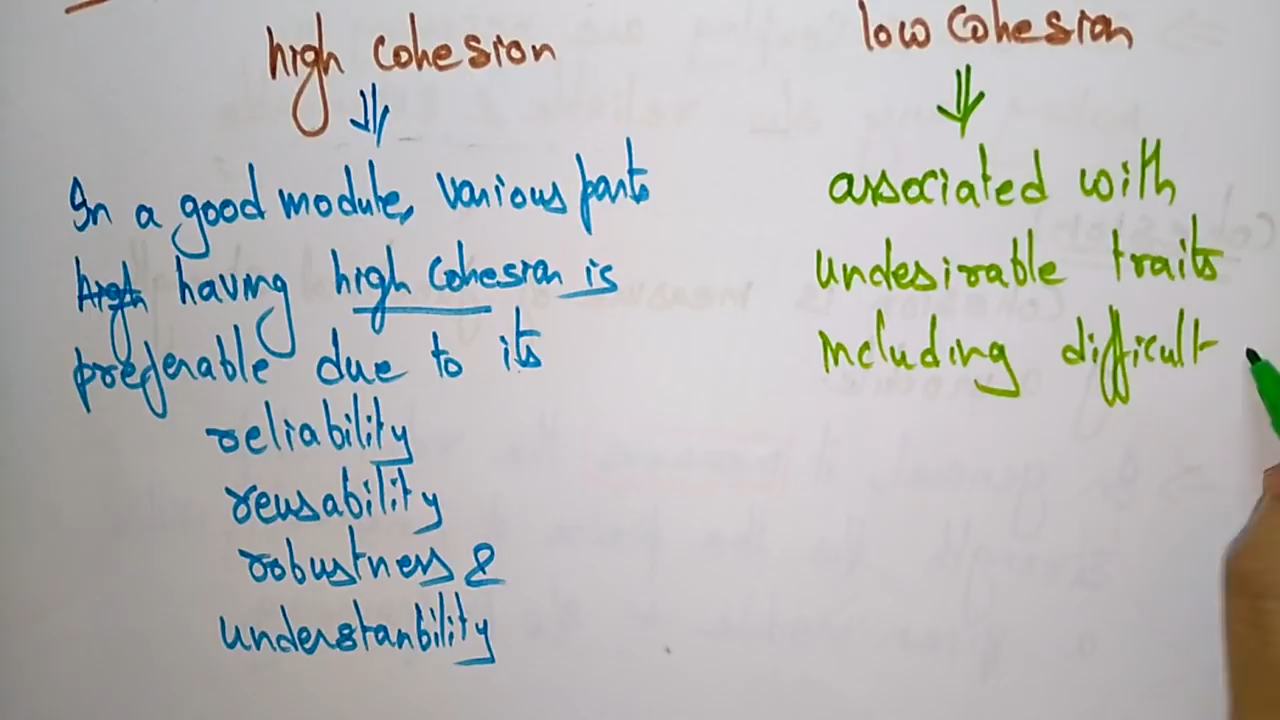 high cohesion
In a good module, various parts
having high cohesion is
preferable due to its
reliability
reusability
robustness &
understanbility
low cohesion
associated with
undesirable traits
including difficult